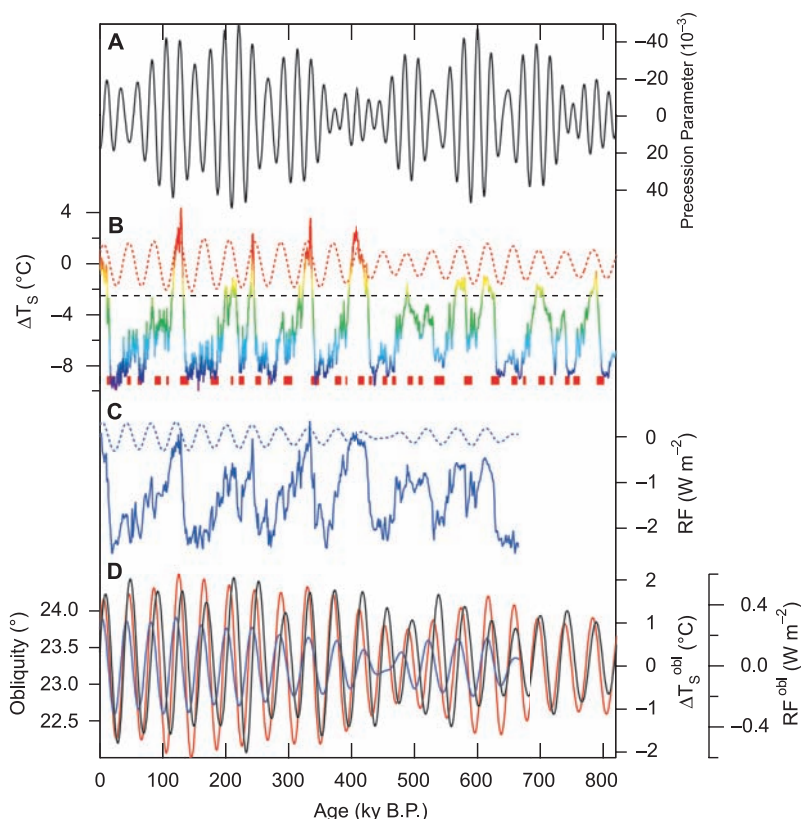 A
−40
−20
0
20
40
Precession Parameter (10⁻³)
B
4
0
−4
−8
ΔT_S (°C)
C
0
−1
−2
RF (W m⁻²)
D
24.0
23.5
23.0
22.5
Obliquity (°)
2
1
0
−1
−2
ΔT_S^obl (°C)
0.4
0.0
−0.4
RF^obl (W m⁻²)
0 100 200 300 400 500 600 700 800
Age (ky B.P.)